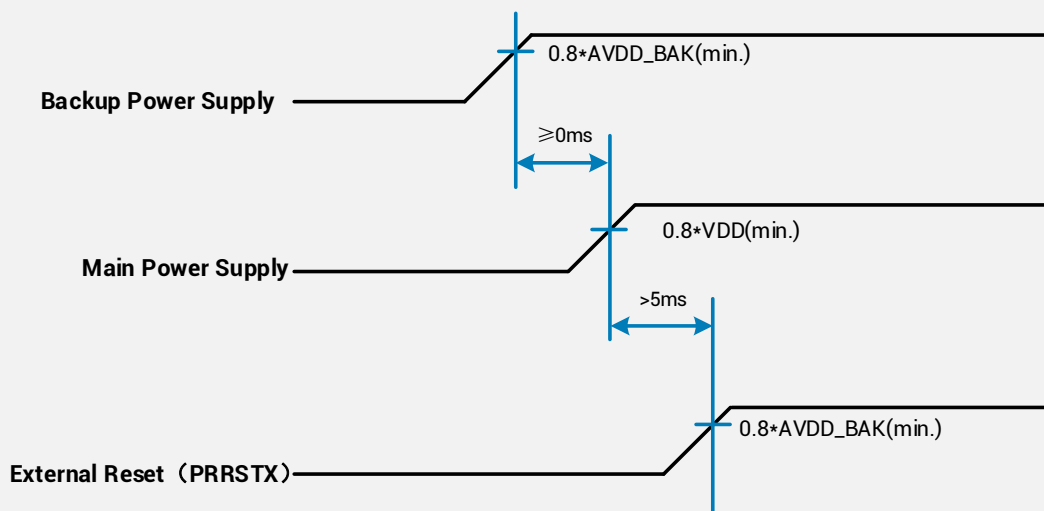 0.8*AVDD_BAK(min.)
Backup Power Supply
≥0ms
0.8*VDD(min.)
Main Power Supply
>5ms
0.8*AVDD_BAK(min.)
External Reset（PRRSTX）